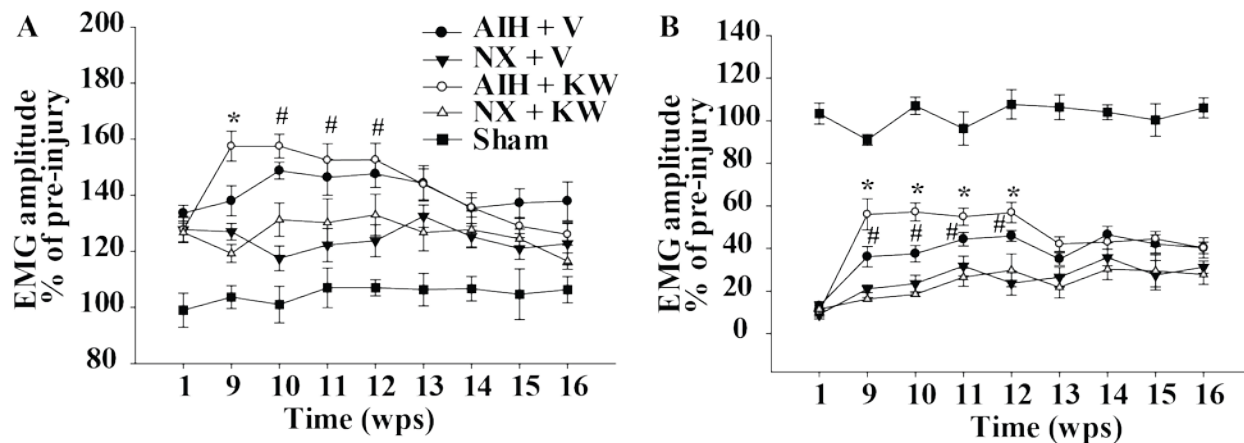 A
AIH + V
NX + V
AIH + KW
NX + KW
Sham
EMG amplitude
% of pre-injury
200
180
160
140
120
100
80
* # # #
1 9 10 11 12 13 14 15 16
Time (wps)
B
EMG amplitude
% of pre-injury
140
120
100
80
60
40
20
0
* * * *
# # # #
1 9 10 11 12 13 14 15 16
Time (wps)